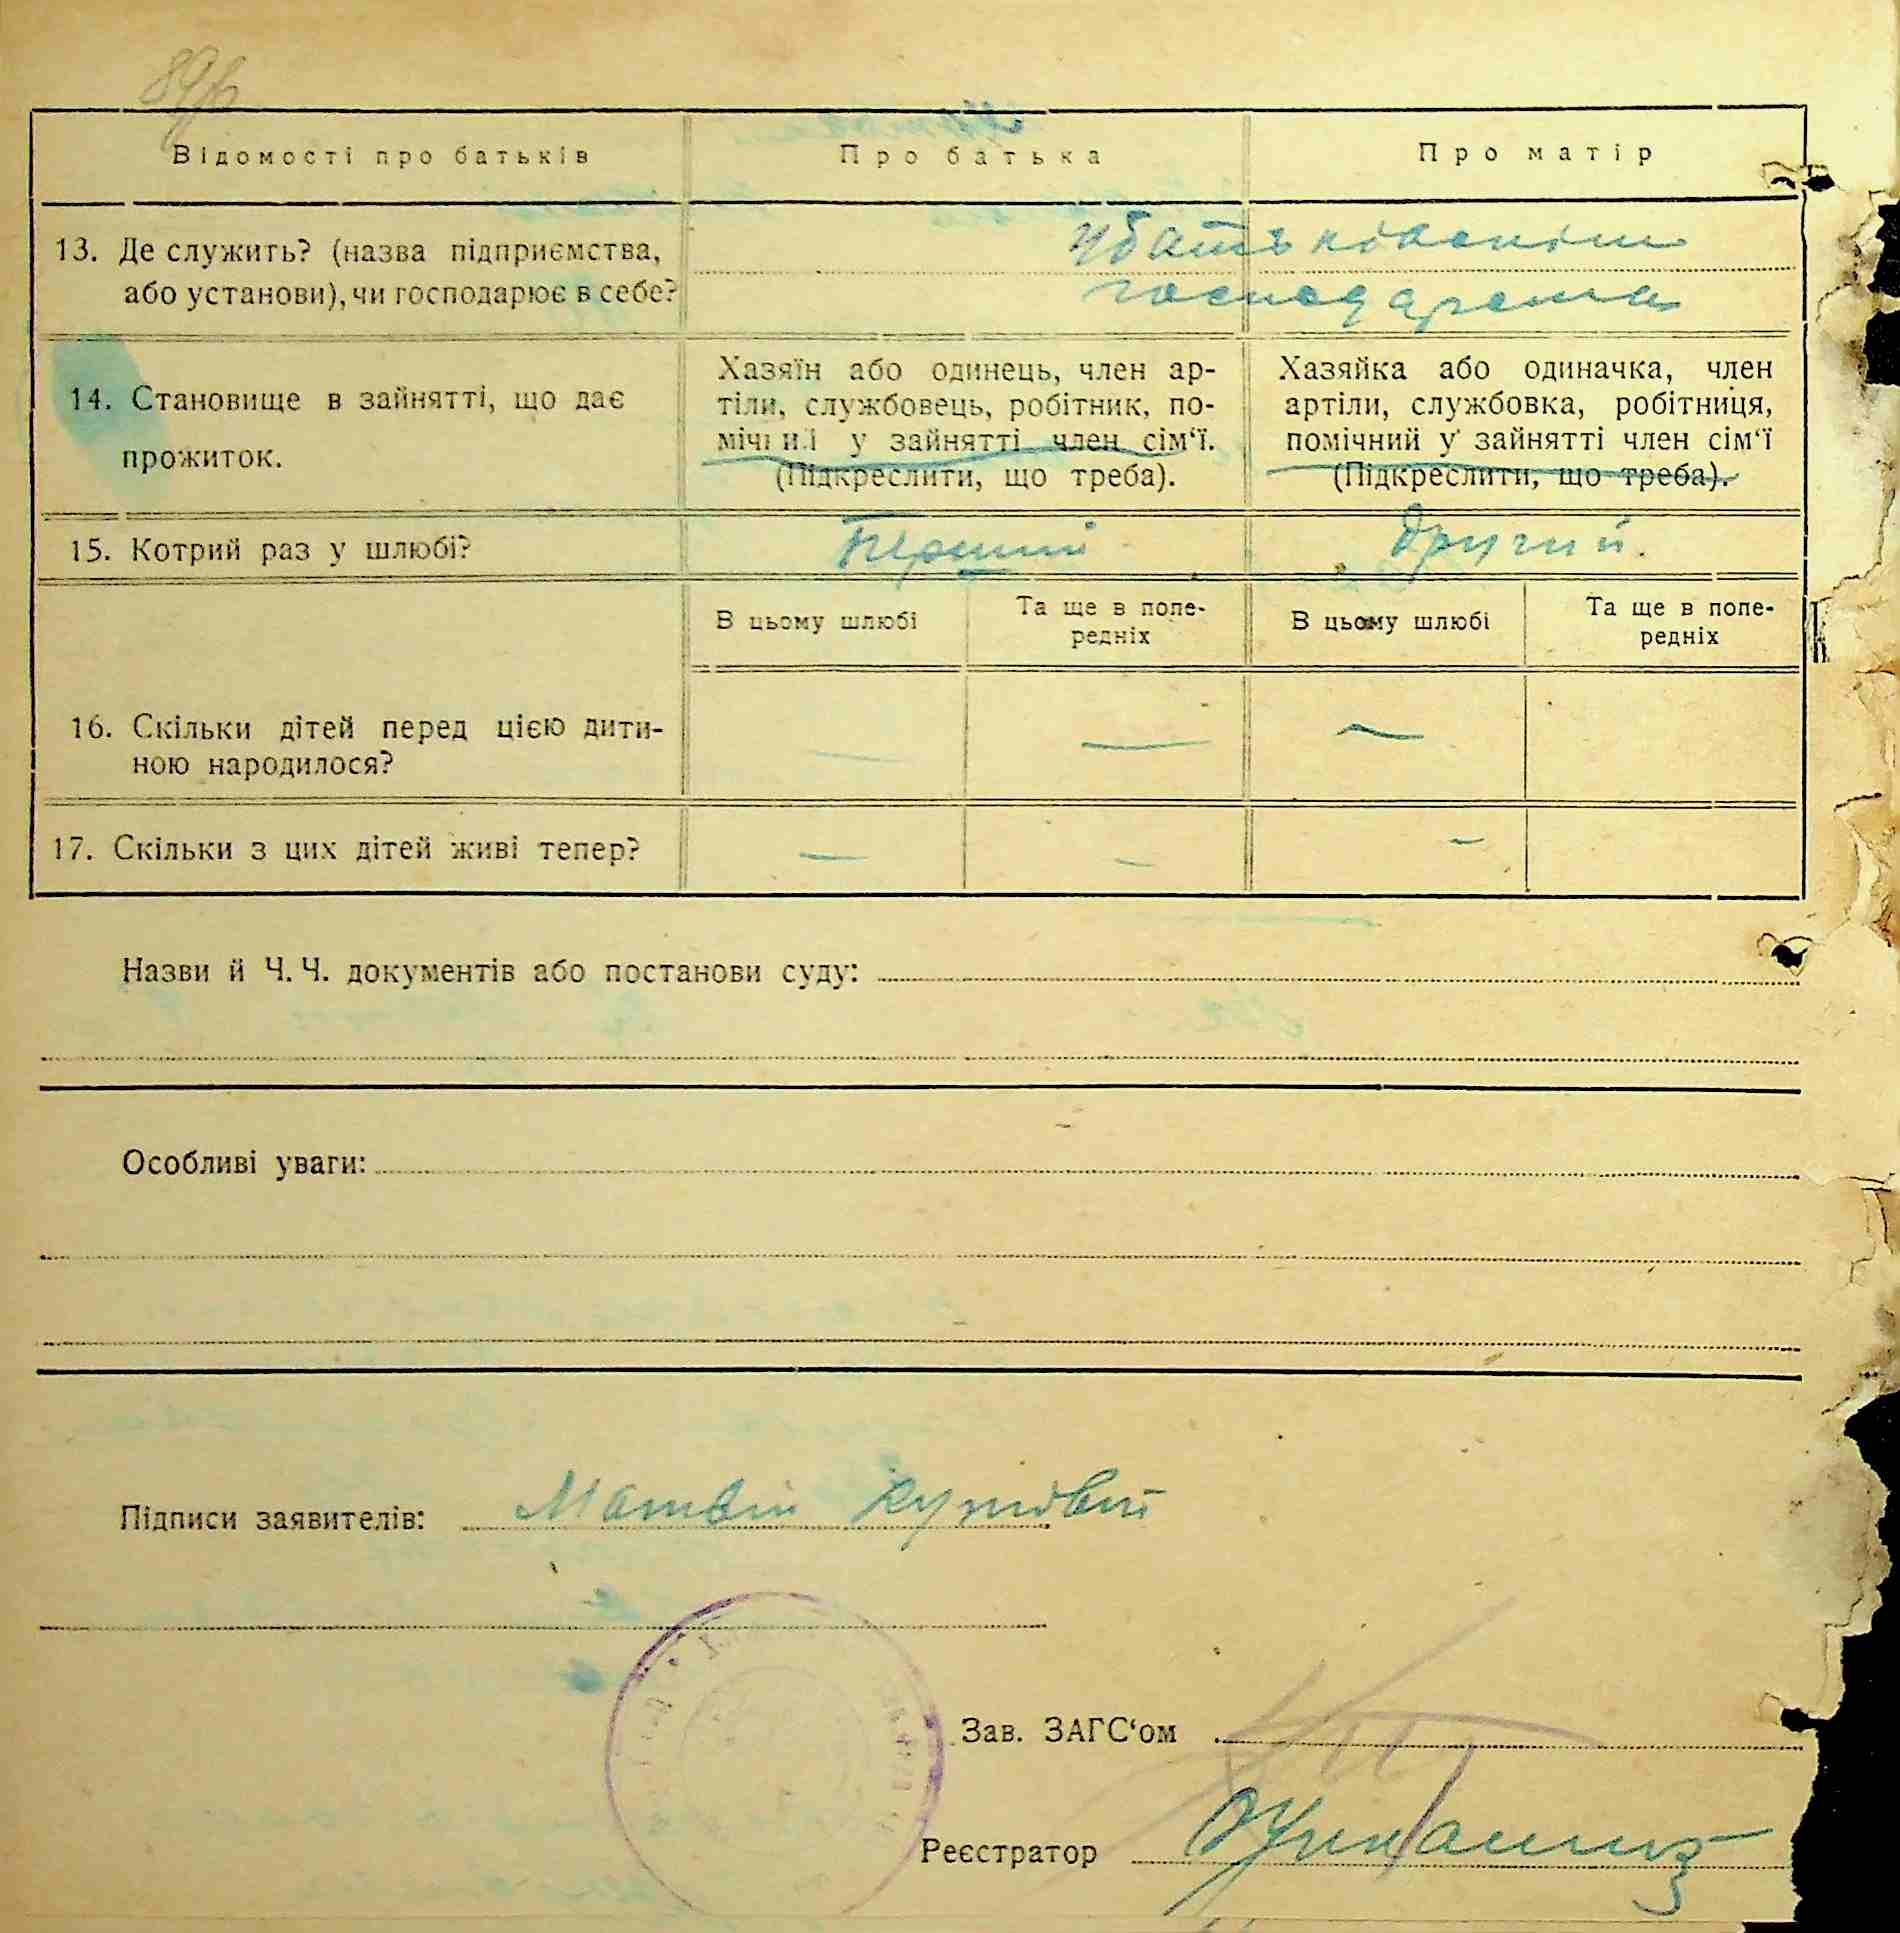 Відомості про батьків
Про батька
Про матір
13. Де служить? (назва підприємства,
або установи), чи господарює в себе?
14. Становище в зайнятті, що дає
прожиток.
Хазяїн або одинець, член ар-
тіли, службовець, робітник, по-
мічний у зайнятті член сім‘ї.
(Підкреслити, що треба).
Хазяйка або одиначка, член
артіли, службовка, робітниця,
помічний у зайнятті член сім‘ї
(Підкреслити, що треба).
15. Котрий раз у шлюбі?
Перший
другий.
В цьому шлюбі
Та ще в попе-
редніх
В цьому шлюбі
Та ще в попе-
редніх
16. Скільки дітей перед цією дити-
ною народилося?
— — —
17. Скільки з цих дітей живі тепер?
— — -
Назви й Ч. Ч. документів або постанови суду:
Особливі уваги:
Підписи заявителів: Матвій Кутовий
Зав. ЗАГС‘ом
Реєстратор